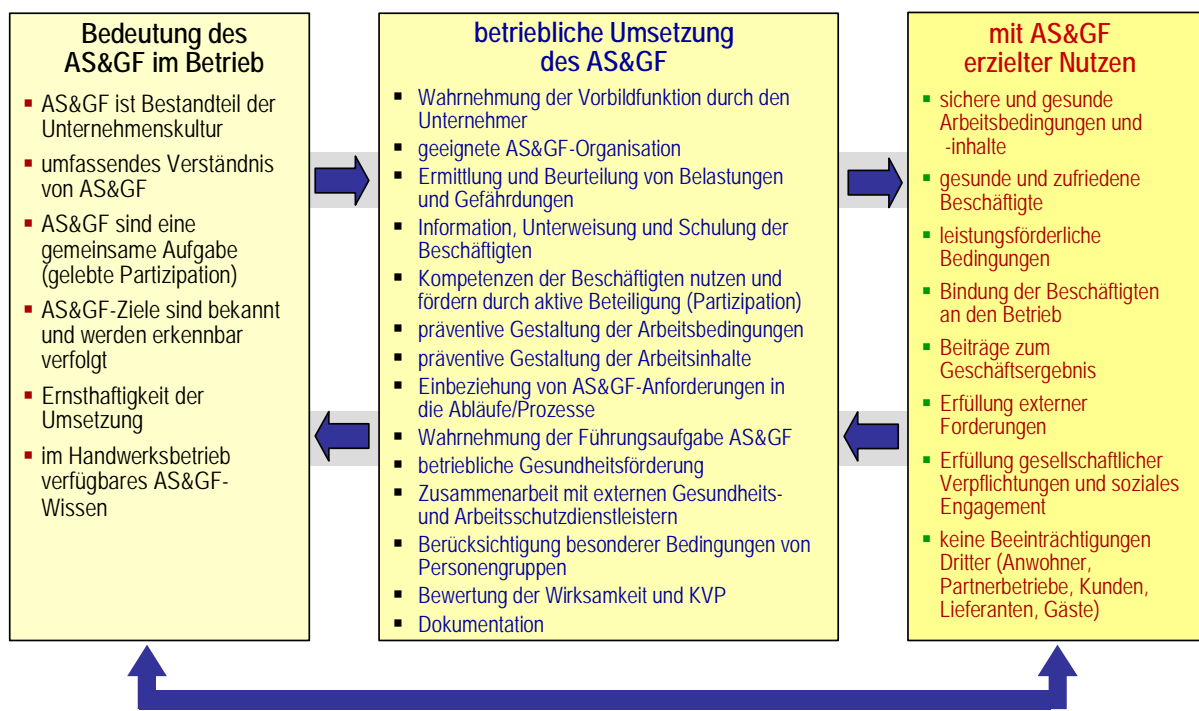 Bedeutung des
AS&GF im Betrieb
▪ AS&GF ist Bestandteil der
Unternehmenskultur
▪ umfassendes Verständnis
von AS&GF
▪ AS&GF sind eine
gemeinsame Aufgabe
(gelebte Partizipation)
▪ AS&GF-Ziele sind bekannt
und werden erkennbar
verfolgt
▪ Ernsthaftigkeit der
Umsetzung
▪ im Handwerksbetrieb
verfügbares AS&GF-
Wissen
betriebliche Umsetzung
des AS&GF
▪ Wahrnehmung der Vorbildfunktion durch den
Unternehmer
▪ geeignete AS&GF-Organisation
▪ Ermittlung und Beurteilung von Belastungen
und Gefährdungen
▪ Information, Unterweisung und Schulung der
Beschäftigten
▪ Kompetenzen der Beschäftigten nutzen und
fördern durch aktive Beteiligung (Partizipation)
▪ präventive Gestaltung der Arbeitsbedingungen
▪ präventive Gestaltung der Arbeitsinhalte
▪ Einbeziehung von AS&GF-Anforderungen in
die Abläufe/Prozesse
▪ Wahrnehmung der Führungsaufgabe AS&GF
▪ betriebliche Gesundheitsförderung
▪ Zusammenarbeit mit externen Gesundheits-
und Arbeitsschutzdienstleistern
▪ Berücksichtigung besonderer Bedingungen von
Personengruppen
▪ Bewertung der Wirksamkeit und KVP
▪ Dokumentation
mit AS&GF
erzielter Nutzen
▪ sichere und gesunde
Arbeitsbedingungen und
-inhalte
▪ gesunde und zufriedene
Beschäftigte
▪ leistungsförderliche
Bedingungen
▪ Bindung der Beschäftigten
an den Betrieb
▪ Beiträge zum
Geschäftsergebnis
▪ Erfüllung externer
Forderungen
▪ Erfüllung gesellschaftlicher
Verpflichtungen und soziales
Engagement
▪ keine Beeinträchtigungen
Dritter (Anwohner,
Partnerbetriebe, Kunden,
Lieferanten, Gäste)